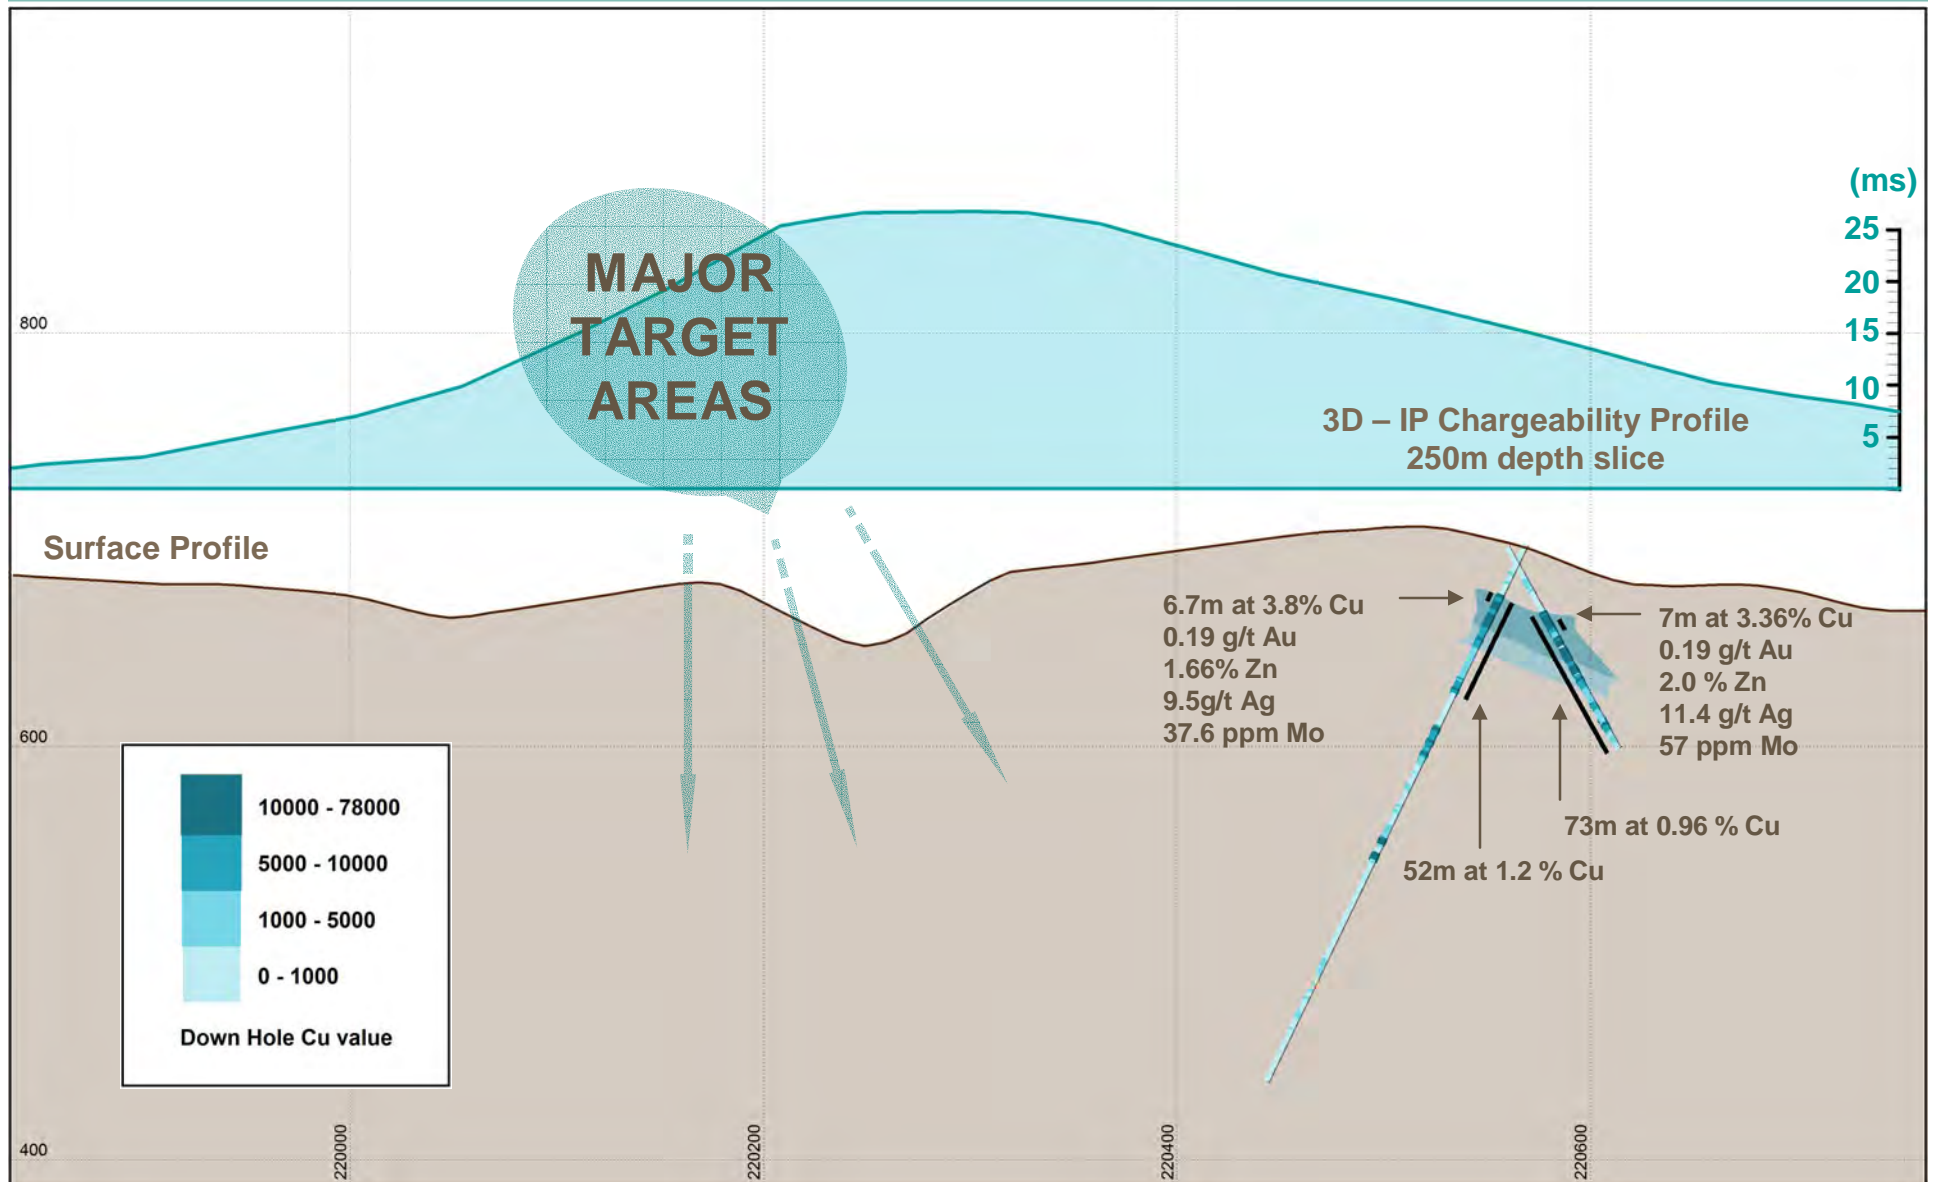 (ms)
25
20
15
10
5
MAJOR
TARGET
AREAS
800
3D – IP Chargeability Profile
250m depth slice
Surface Profile
6.7m at 3.8% Cu
0.19 g/t Au
1.66% Zn
9.5g/t Ag
37.6 ppm Mo
7m at 3.36% Cu
0.19 g/t Au
2.0 % Zn
11.4 g/t Ag
57 ppm Mo
600
73m at 0.96 % Cu
52m at 1.2 % Cu
10000 - 78000
5000 - 10000
1000 - 5000
0 - 1000
Down Hole Cu value
400
220000
220200
220400
220600